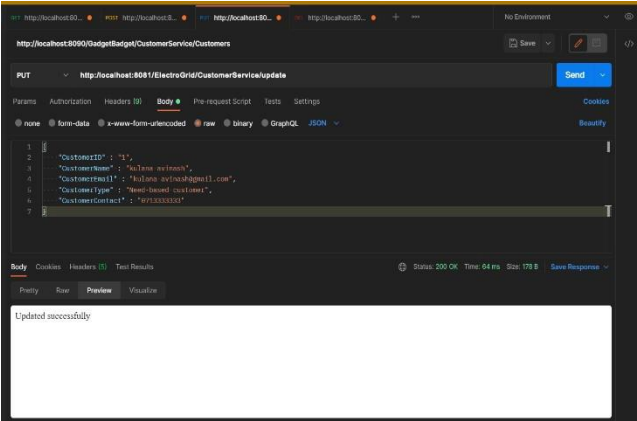 GET http://localhost:8... POST http://localhost:8... PUT http://localhost:80... http://localhost:80... + ... No Environment
http://localhost:8090/GadgetBadget/CustomerService/Customers Save
PUT http://localhost:8081/ElectroGrid/CustomerService/update Send
Params Authorization Headers (9) Body Pre-request Script Tests Settings Cookies
none form-data x-www-form-urlencoded raw binary GraphQL JSON Beautify
1 {
2 "CustomerID" : "1",
3 "CustomerName" : "kulana avinash",
4 "CustomerEmail" : "kulana avinash@gmail.com",
5 "CustomerType" : "Need-based customer",
6 "CustomerContact" : "0713333333"
7 }
Body Cookies Headers (5) Test Results Status: 200 OK Time: 64 ms Size: 178 B Save Response
Pretty Raw Preview Visualize
Updated successfully